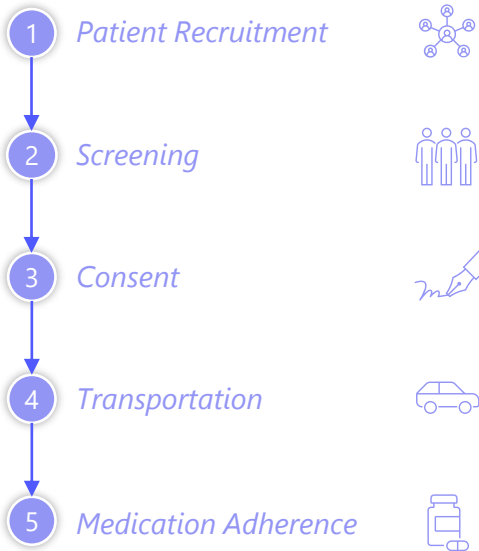 1 Patient Recruitment
2 Screening
3 Consent
4 Transportation
5 Medication Adherence